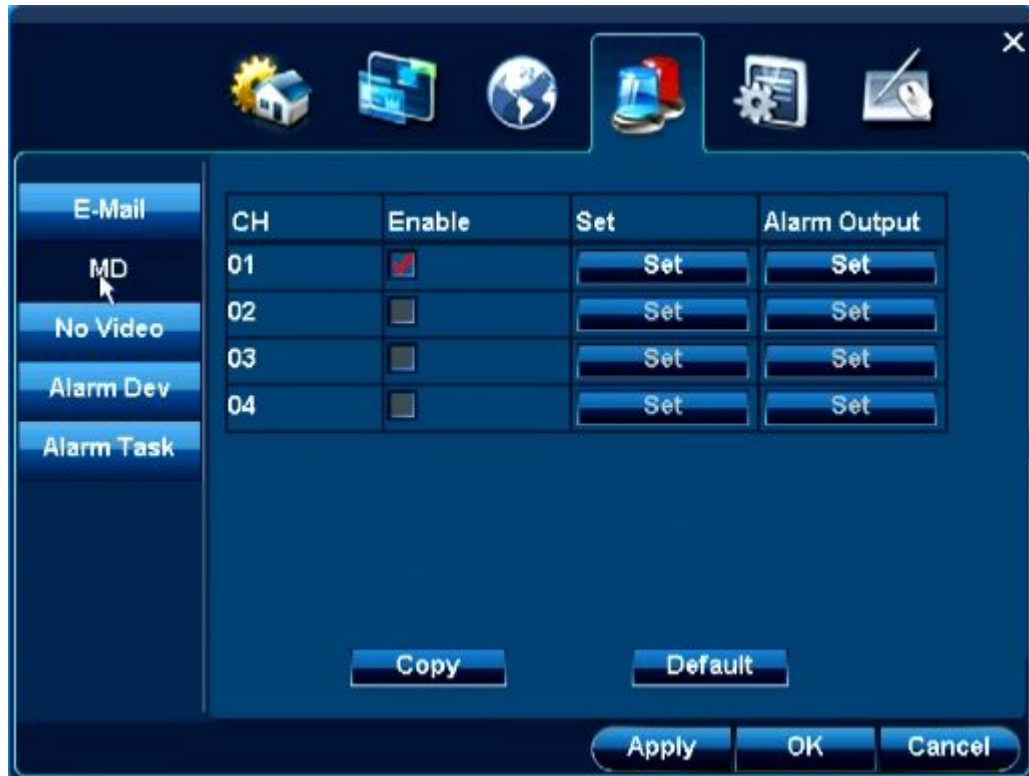 E-Mail
MD
No Video
Alarm Dev
Alarm Task
CH Enable Set Alarm Output
01 Set Set
02 Set Set
03 Set Set
04 Set Set
Copy Default
Apply OK Cancel